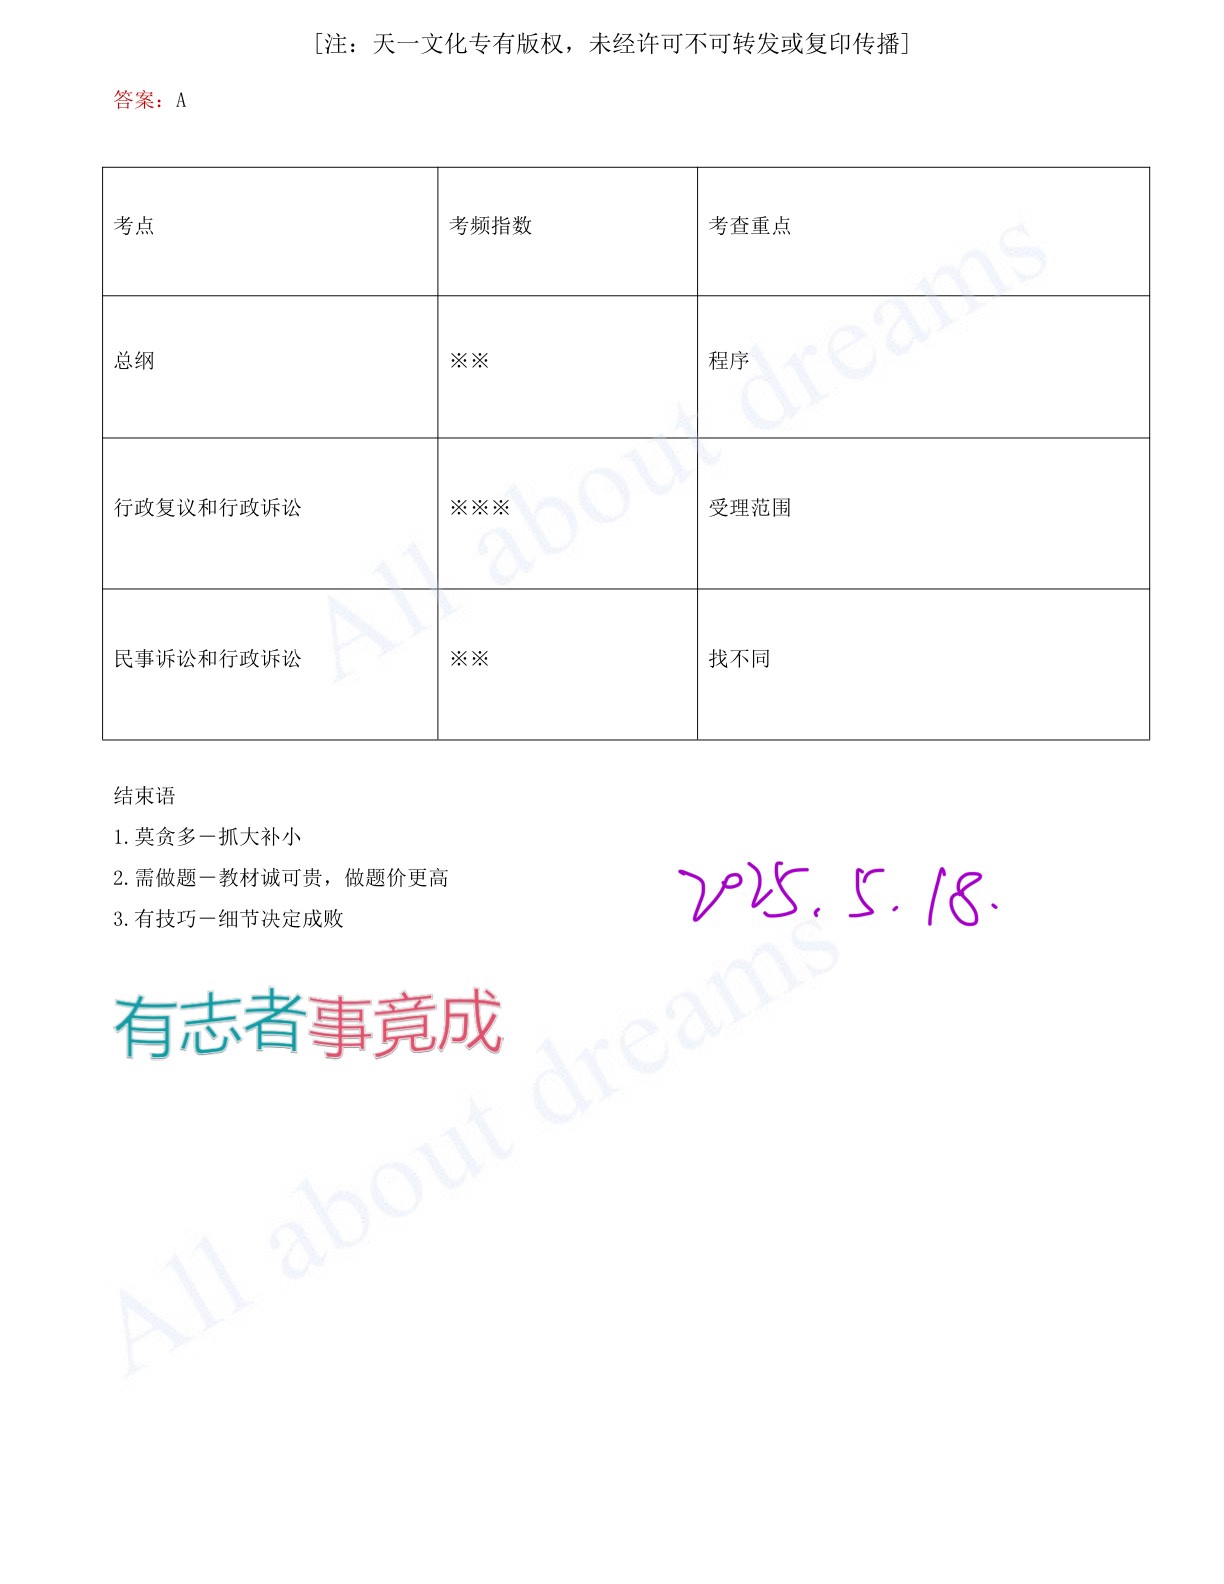 [注：天一文化专有版权，未经许可不可转发或复印传播]
答案：A
考点 考频指数 考查重点
总纲 ※※ 程序
行政复议和行政诉讼 ※※※ 受理范围
民事诉讼和行政诉讼 ※※ 找不同
结束语
1.莫贪多－抓大补小
2.需做题－教材诚可贵，做题价更高
3.有技巧－细节决定成败
2025.5.18.
有志者事竟成
All about dreams
All about dreams